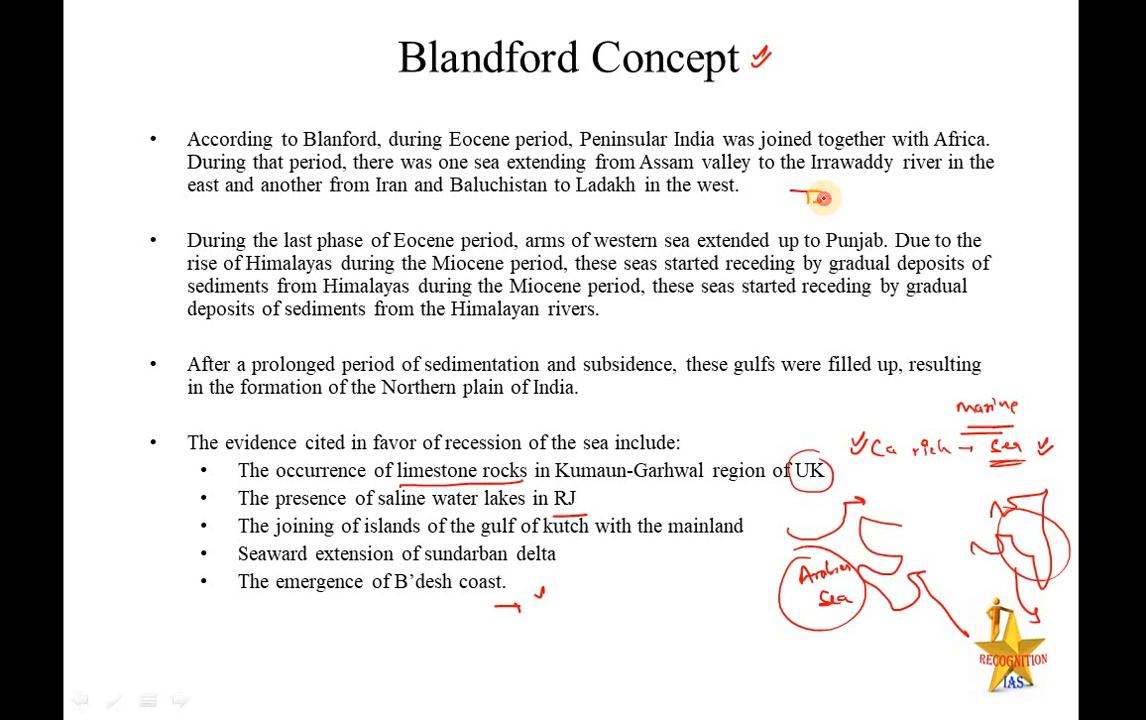 Blandford Concept
• According to Blanford, during Eocene period, Peninsular India was joined together with Africa.
During that period, there was one sea extending from Assam valley to the Irrawaddy river in the
east and another from Iran and Baluchistan to Ladakh in the west.
• During the last phase of Eocene period, arms of western sea extended up to Punjab. Due to the
rise of Himalayas during the Miocene period, these seas started receding by gradual deposits of
sediments from Himalayas during the Miocene period, these seas started receding by gradual
deposits of sediments from the Himalayan rivers.
• After a prolonged period of sedimentation and subsidence, these gulfs were filled up, resulting
in the formation of the Northern plain of India.
marine
• The evidence cited in favor of recession of the sea include:
Ca rich → sea
• The occurrence of limestone rocks in Kumaun-Garhwal region of UK
• The presence of saline water lakes in RJ
• The joining of islands of the gulf of kutch with the mainland
• Seaward extension of sundarban delta
• The emergence of B'desh coast.
Arabian
Sea
RECOGNITION
IAS